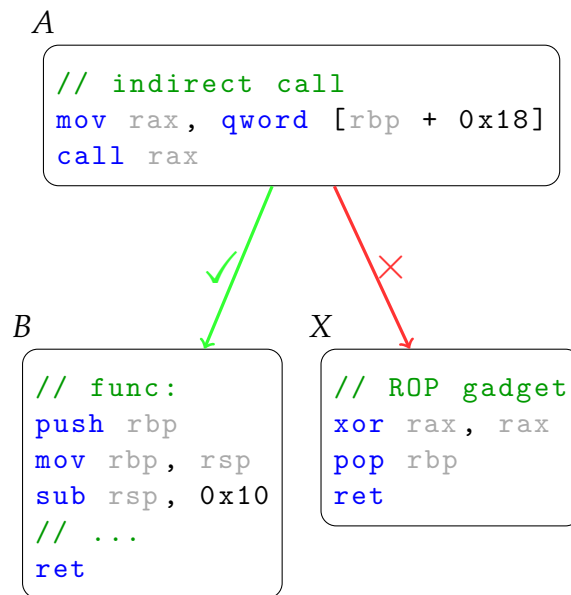 A
// indirect call
mov rax, qword [rbp + 0x18]
call rax
B
// func:
push rbp
mov rbp, rsp
sub rsp, 0x10
// ...
ret
X
// ROP gadget
xor rax, rax
pop rbp
ret